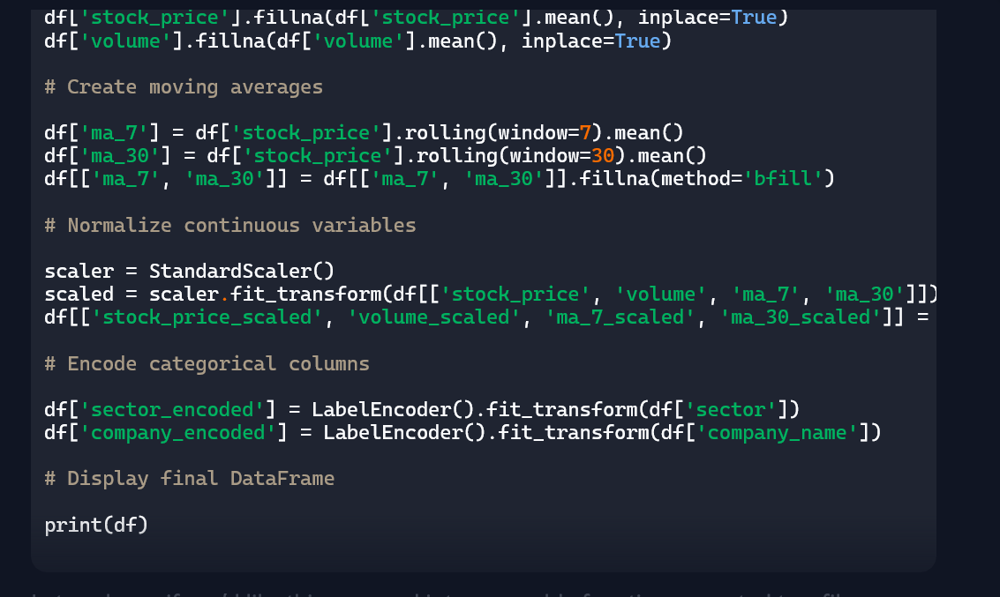 df['stock_price'].fillna(df['stock_price'].mean(), inplace=True)
df['volume'].fillna(df['volume'].mean(), inplace=True)
# Create moving averages
df['ma_7'] = df['stock_price'].rolling(window=7).mean()
df['ma_30'] = df['stock_price'].rolling(window=30).mean()
df[['ma_7', 'ma_30']] = df[['ma_7', 'ma_30']].fillna(method='bfill')
# Normalize continuous variables
scaler = StandardScaler()
scaled = scaler.fit_transform(df[['stock_price', 'volume', 'ma_7', 'ma_30']])
df[['stock_price_scaled', 'volume_scaled', 'ma_7_scaled', 'ma_30_scaled']] =
# Encode categorical columns
df['sector_encoded'] = LabelEncoder().fit_transform(df['sector'])
df['company_encoded'] = LabelEncoder().fit_transform(df['company_name'])
# Display final DataFrame
print(df)